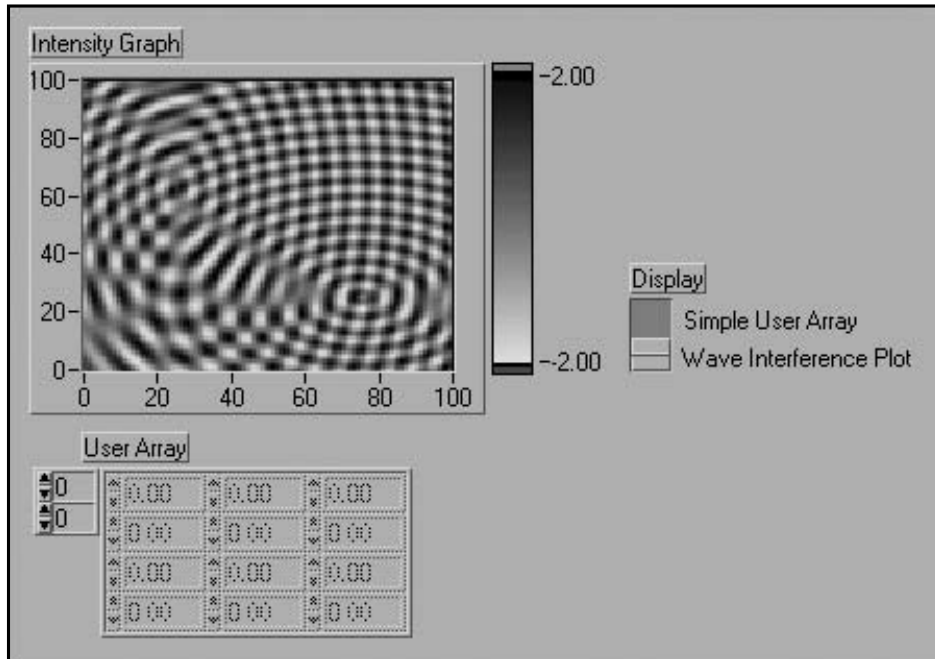 Intensity Graph
100
80
60
40
20
0
0 20 40 60 80 100
2.00
-2.00
Display
Simple User Array
Wave Interference Plot
User Array
0
0
0.00 0.00 0.00
0.00 0.00 0.00
0.00 0.00 0.00
0.00 0.00 0.00